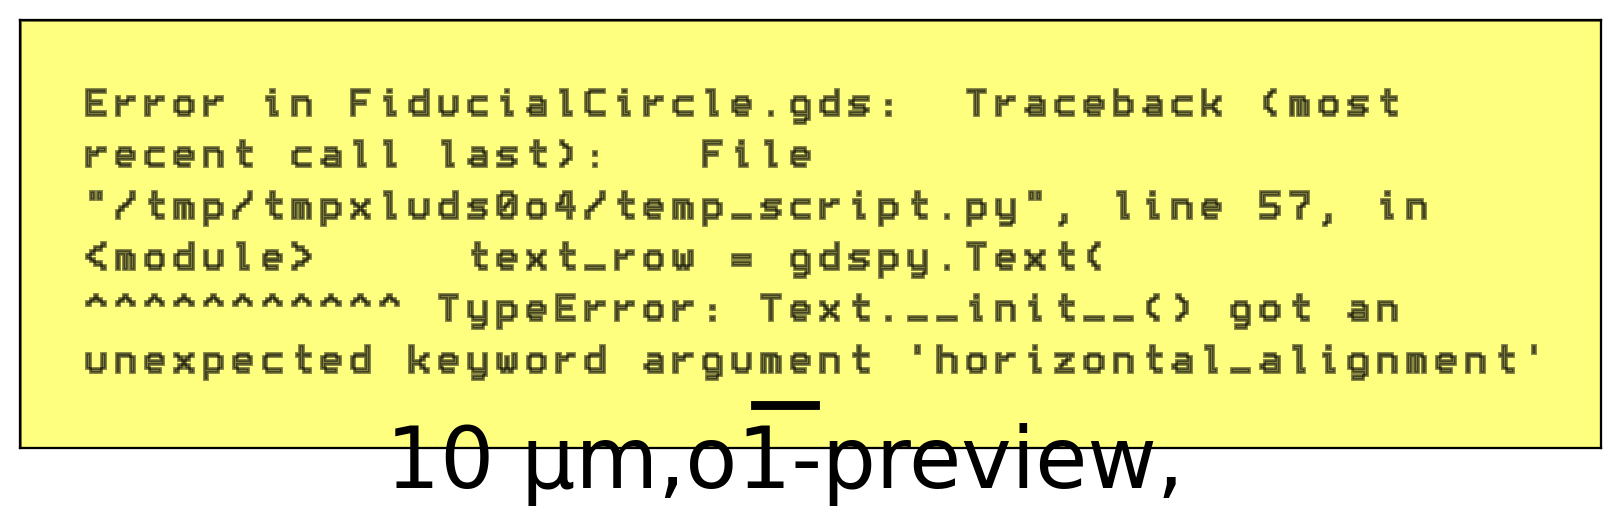 Error in FiducialCircle.gds:  Traceback (most
recent call last):   File
"/tmp/tmpxluds0o4/temp_script.py", line 57, in
<module>     text_row = gdspy.Text(
^^^^^^^^^^^ TypeError: Text.__init__() got an
unexpected keyword argument 'horizontal_alignment'
10 µm,o1-preview,